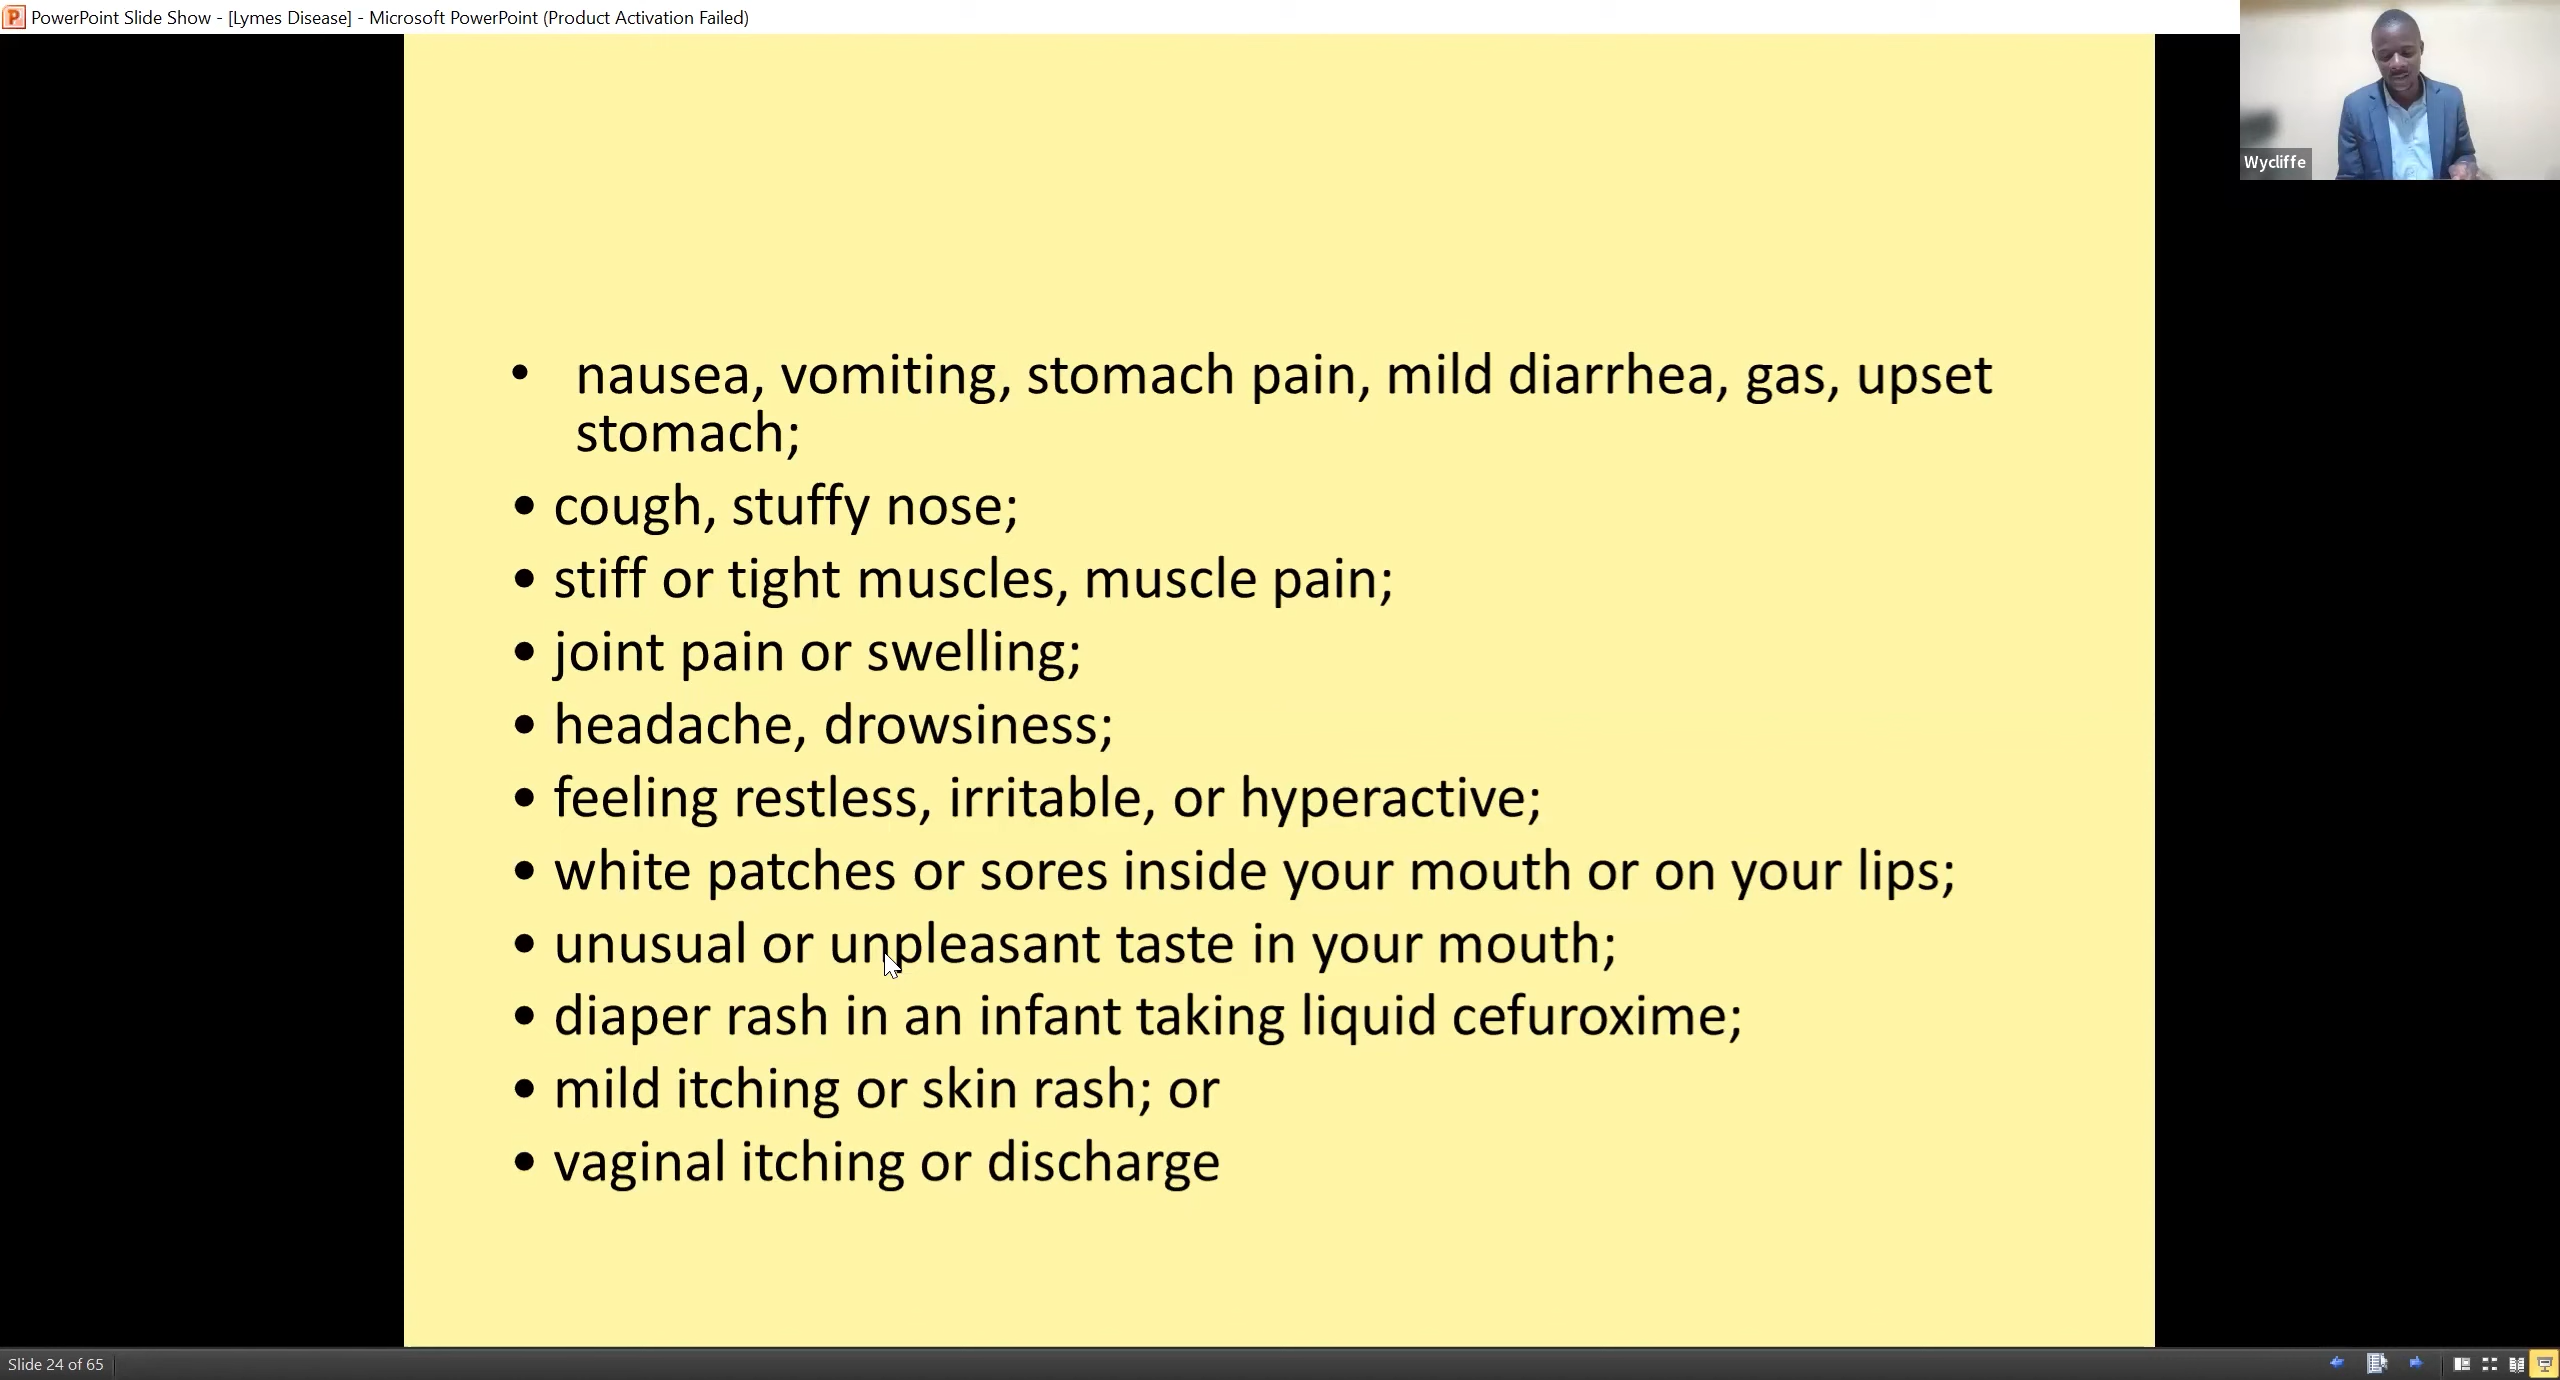 PowerPoint Slide Show - [Lymes Disease] - Microsoft PowerPoint (Product Activation Failed)
Wycliffe
• nausea, vomiting, stomach pain, mild diarrhea, gas, upset
stomach;
• cough, stuffy nose;
• stiff or tight muscles, muscle pain;
• joint pain or swelling;
• headache, drowsiness;
• feeling restless, irritable, or hyperactive;
• white patches or sores inside your mouth or on your lips;
• unusual or unpleasant taste in your mouth;
• diaper rash in an infant taking liquid cefuroxime;
• mild itching or skin rash; or
• vaginal itching or discharge
Slide 24 of 65